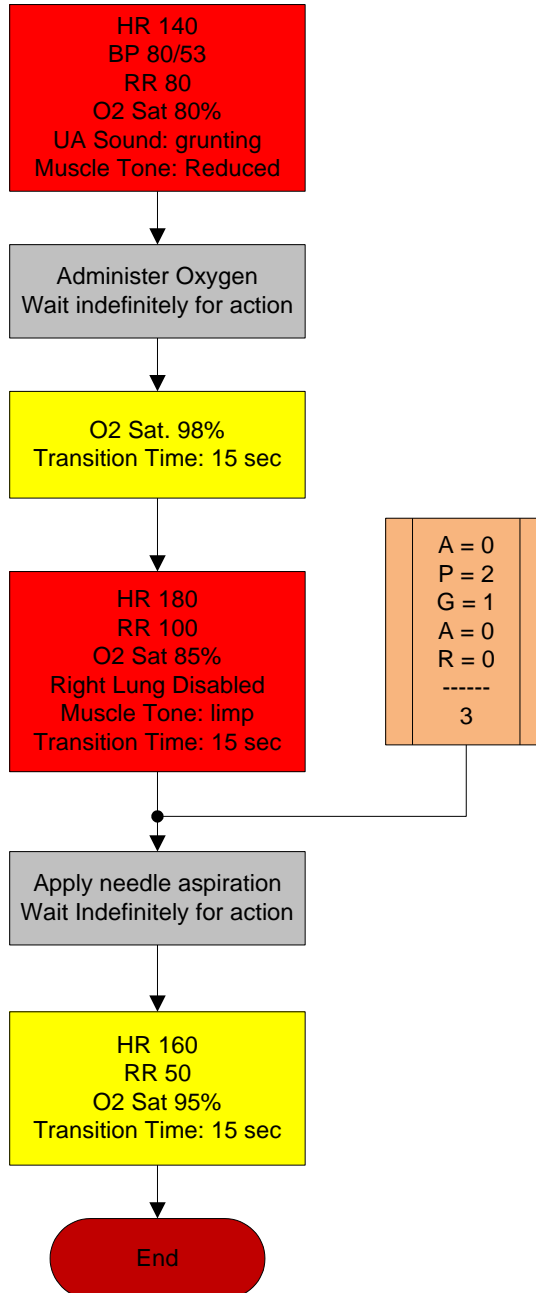 HR 140
BP 80/53
RR 80
O2 Sat 80%
UA Sound: grunting
Muscle Tone: Reduced
Administer Oxygen
Wait indefinitely for action
O2 Sat. 98%
Transition Time: 15 sec
HR 180
RR 100
O2 Sat 85%
Right Lung Disabled
Muscle Tone: limp
Transition Time: 15 sec
A = 0
P = 2
G = 1
A = 0
R = 0
------
3
Apply needle aspiration
Wait Indefinitely for action
HR 160
RR 50
O2 Sat 95%
Transition Time: 15 sec
End